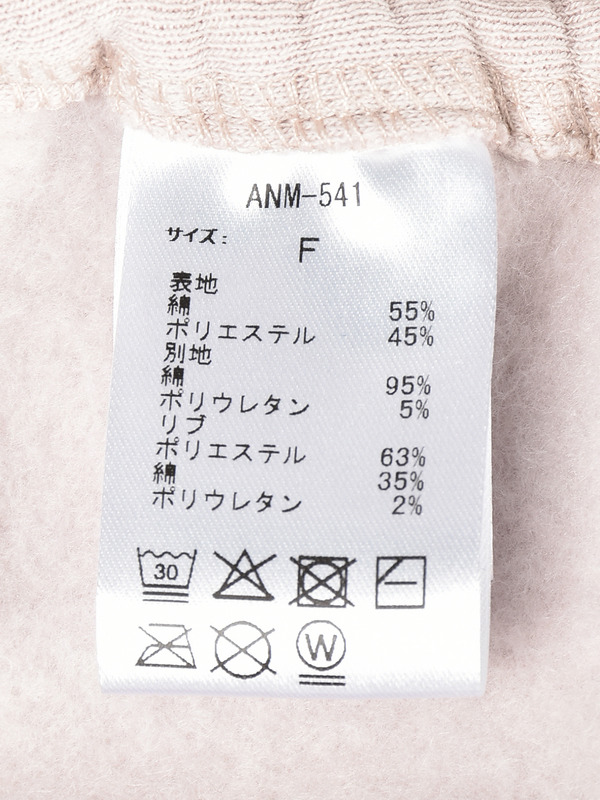 ANM-541
サイズ: F
表地
綿 55%
ポリエステル 45%
別地
綿 95%
ポリウレタン 5%
リブ
ポリエステル 63%
綿 35%
ポリウレタン 2%
30
W